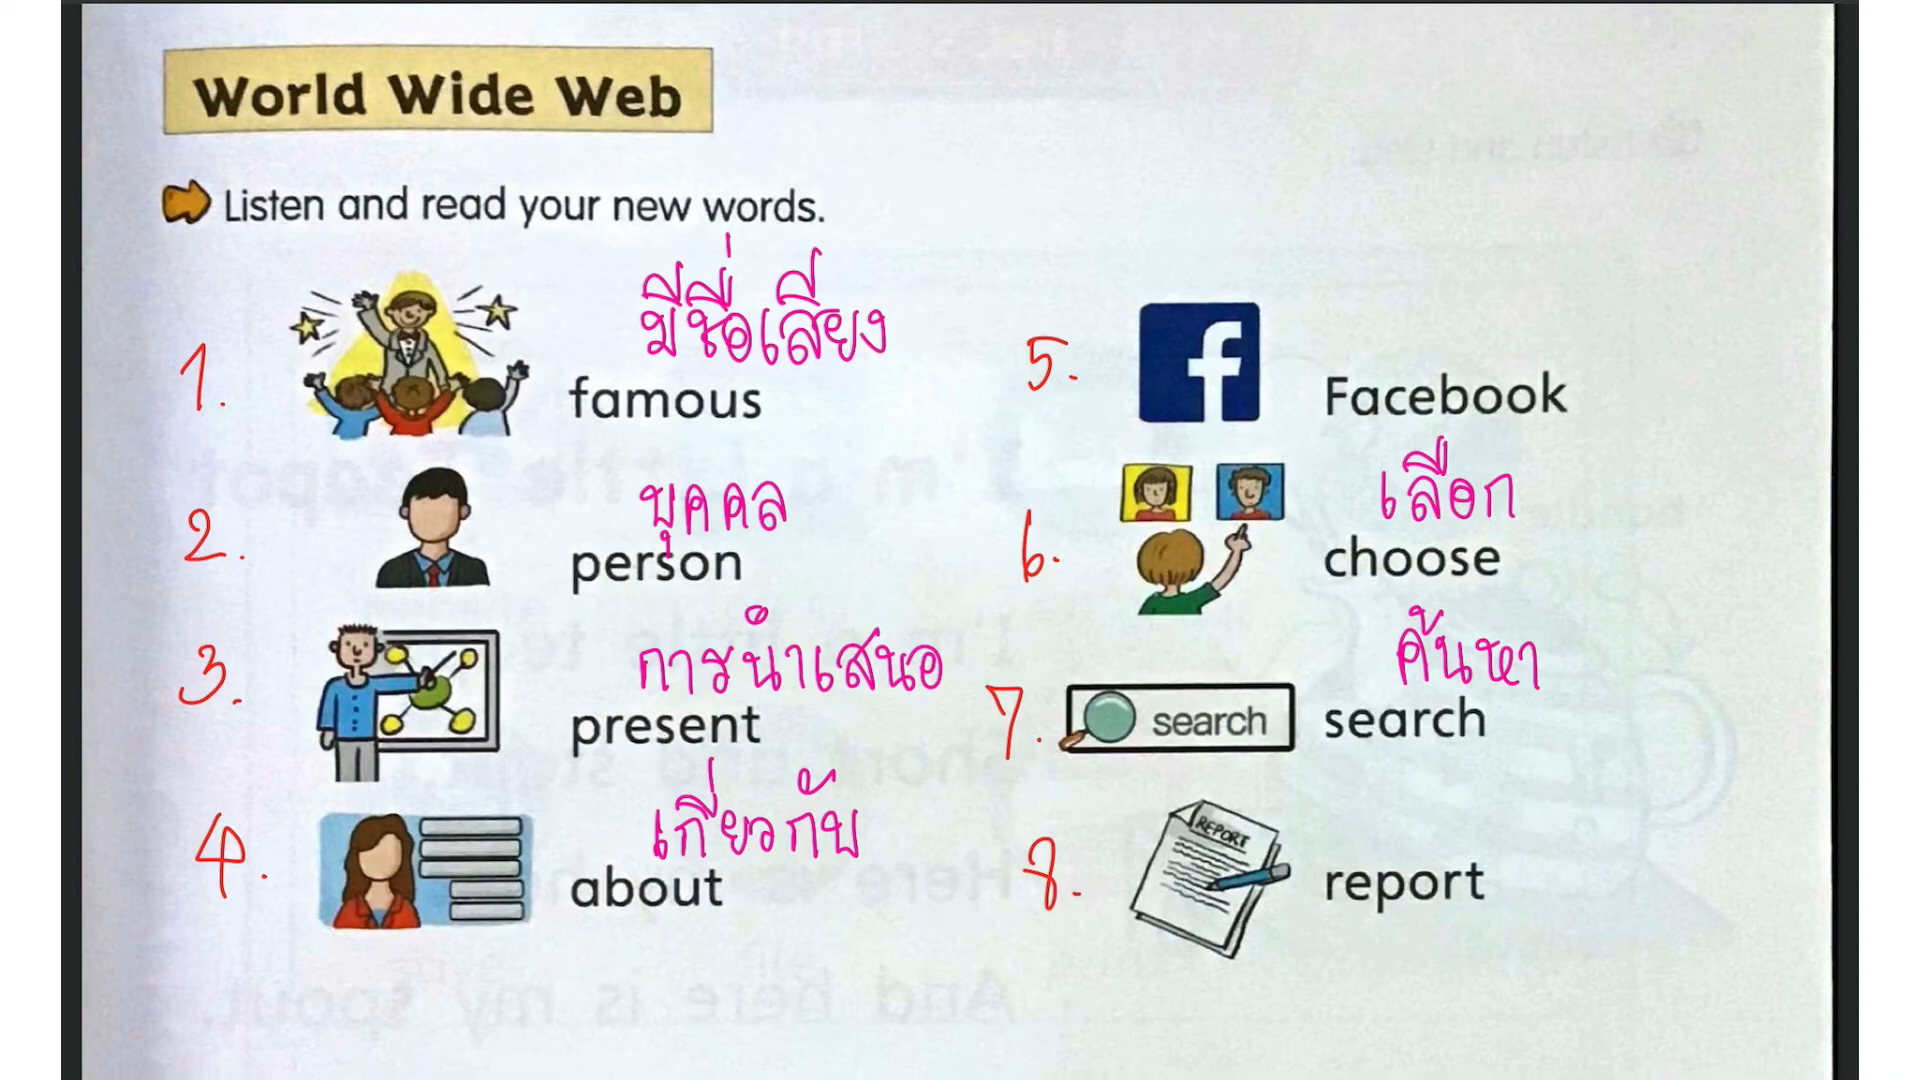 World Wide Web
Listen and read your new words.
1. มีชื่อเสียง
famous
2. บุคคล
person
3. การนำเสนอ
present
4. เกี่ยวกับ
about
5. f Facebook
6. เลือก
choose
7. ค้นหา
search search
8. REPORT report